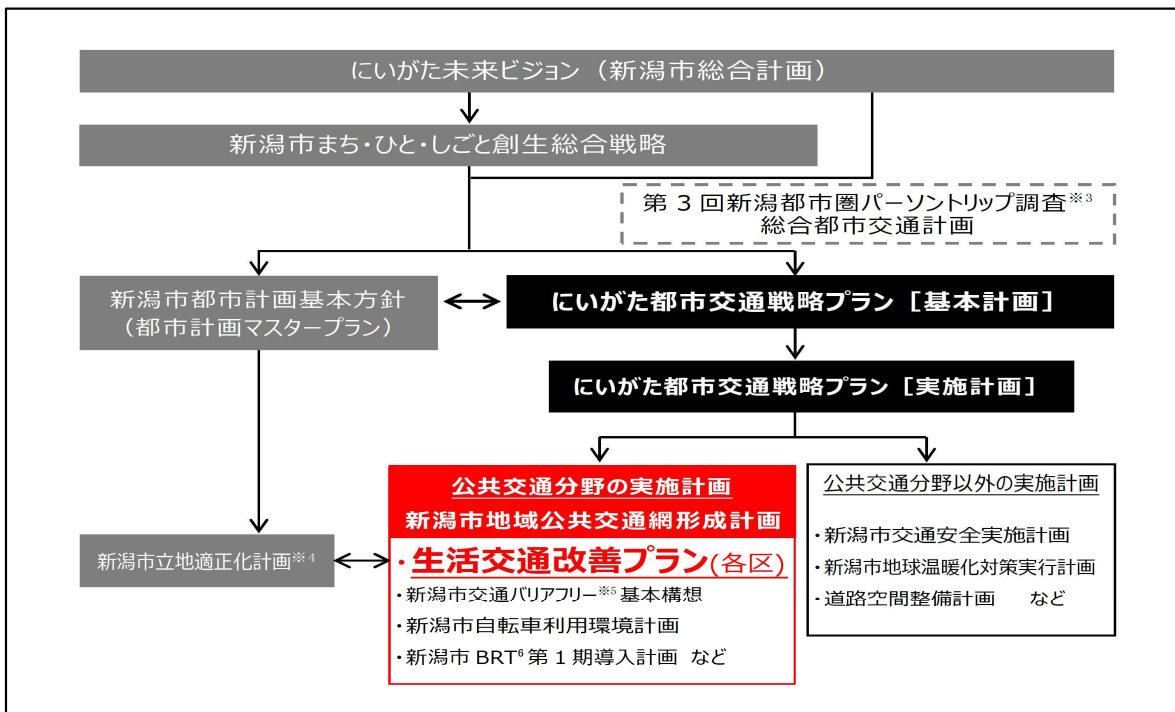 にいがた未来ビジョン（新潟市総合計画）
新潟市まち・ひと・しごと創生総合戦略
第3回新潟都市圏パーソントリップ調査※3
総合都市交通計画
新潟市都市計画基本方針
（都市計画マスタープラン）
にいがた都市交通戦略プラン［基本計画］
にいがた都市交通戦略プラン［実施計画］
公共交通分野の実施計画
新潟市地域公共交通網形成計画
・生活交通改善プラン(各区)
・新潟市交通バリアフリー※5基本構想
・新潟市自転車利用環境計画
・新潟市BRT6第1期導入計画 など
公共交通分野以外の実施計画
・新潟市交通安全実施計画
・新潟市地球温暖化対策実行計画
・道路空間整備計画 など
新潟市立地適正化計画※4